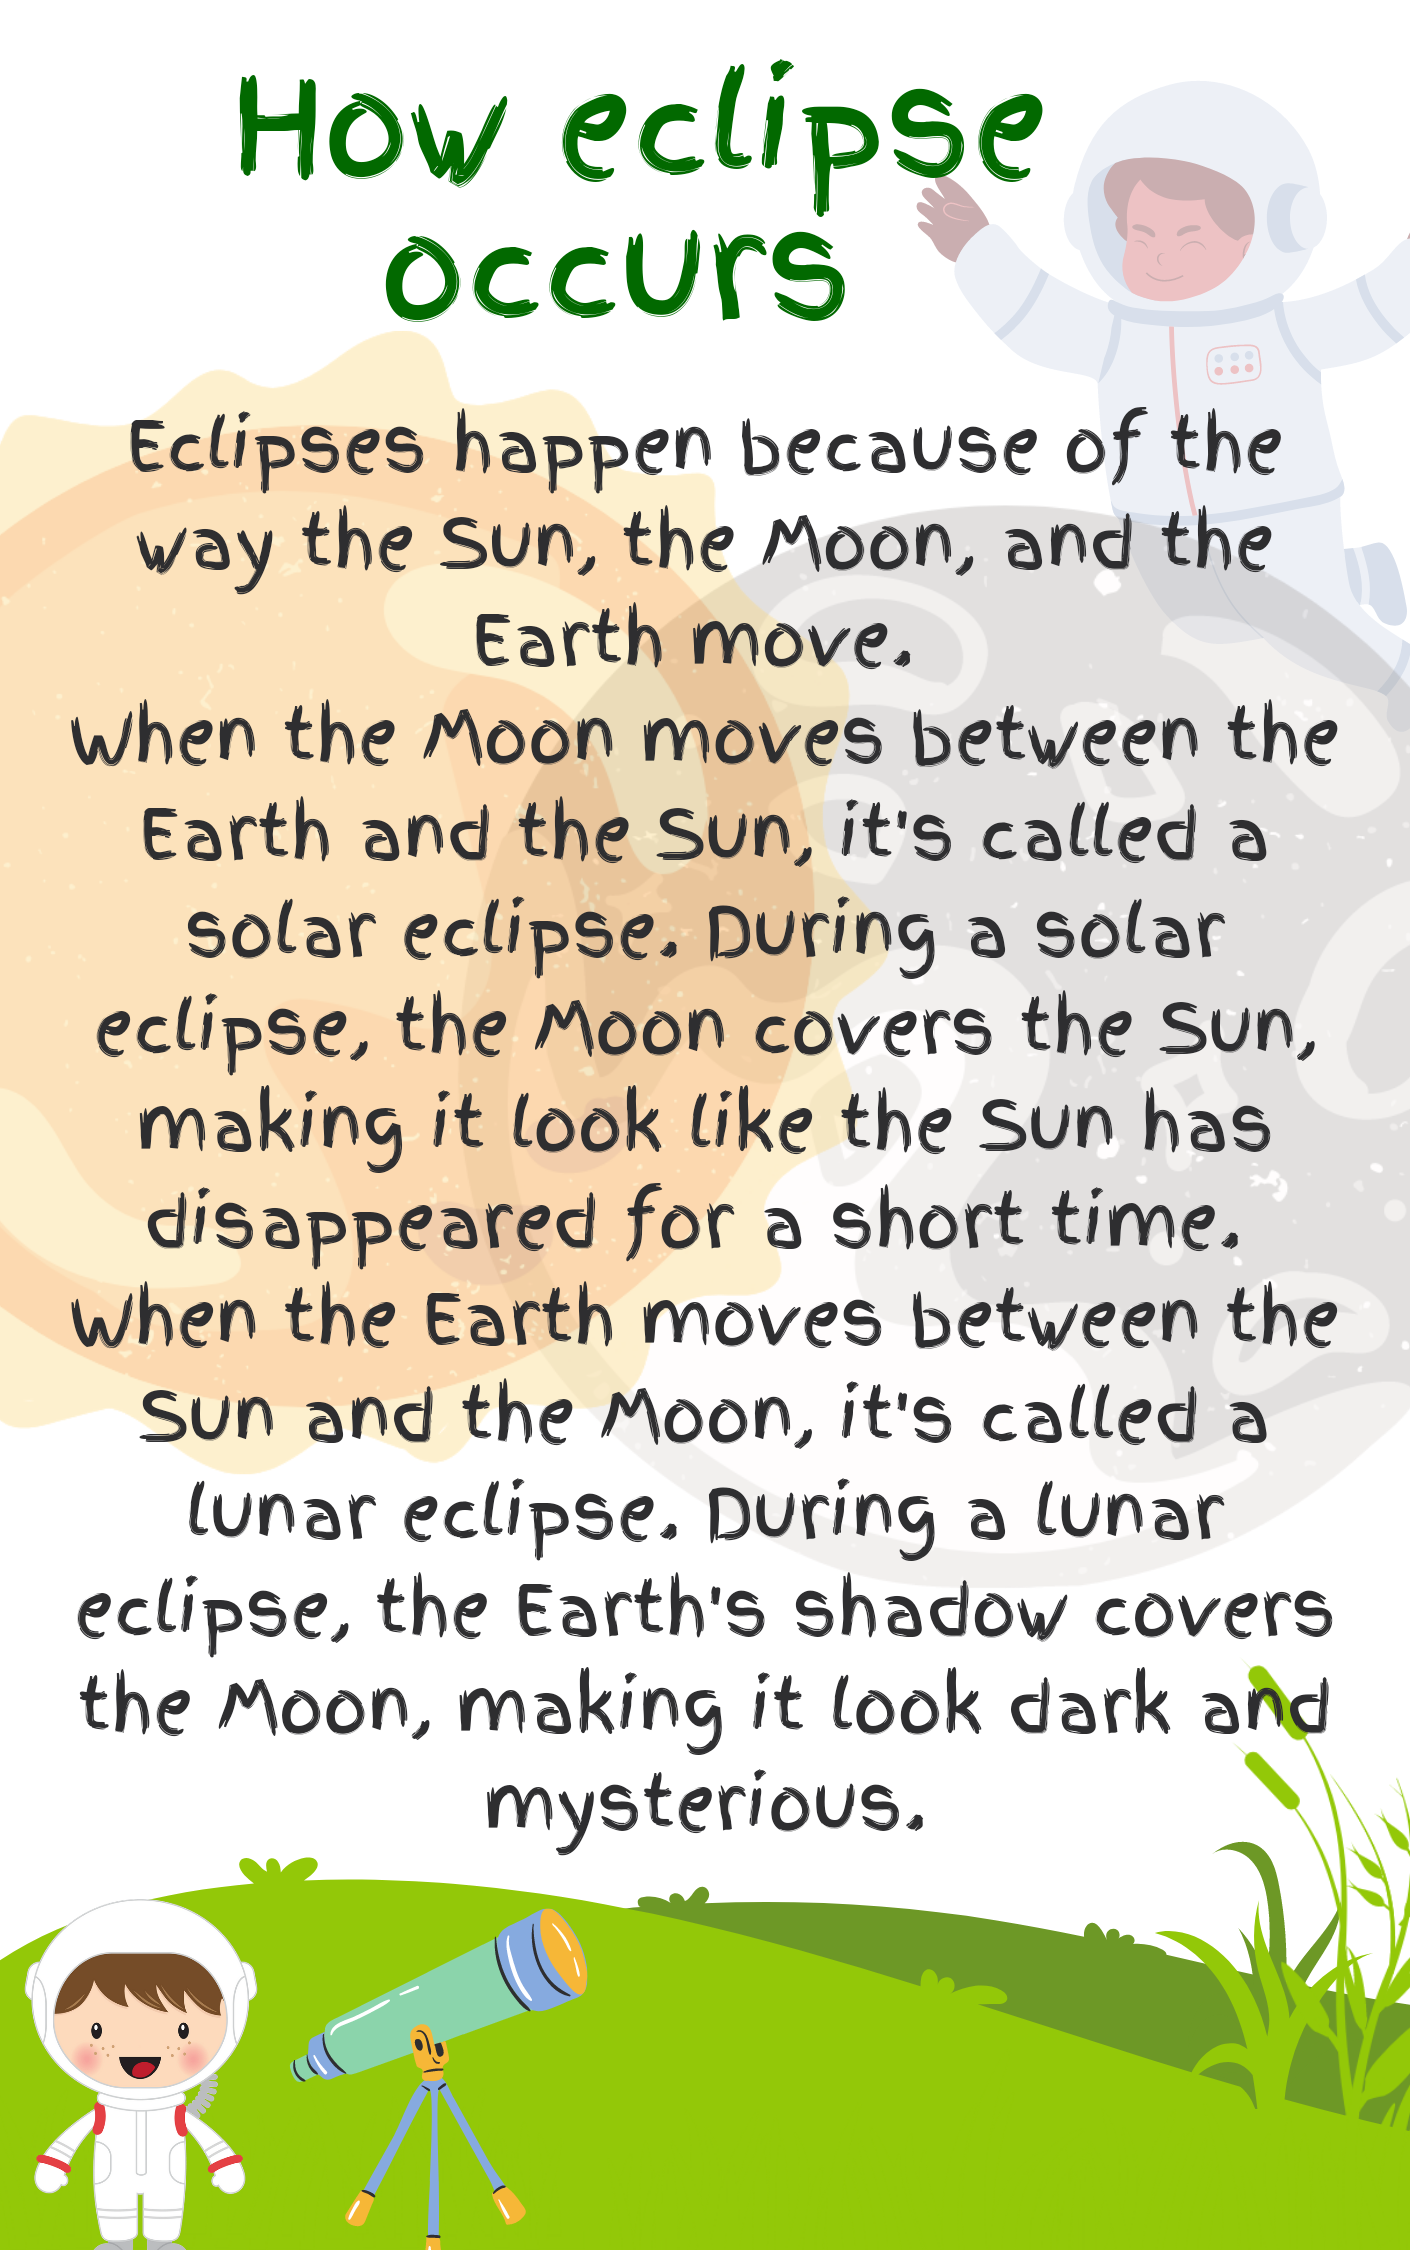 How eclipse
occurs
Eclipses happen because of the
way the Sun, the Moon, and the
Earth move.
When the Moon moves between the
Earth and the Sun, it's called a
solar eclipse. During a solar
eclipse, the Moon covers the Sun,
making it look like the Sun has
disappeared for a short time.
When the Earth moves between the
Sun and the Moon, it's called a
lunar eclipse. During a lunar
eclipse, the Earth's shadow covers
the Moon, making it look dark and
mysterious.